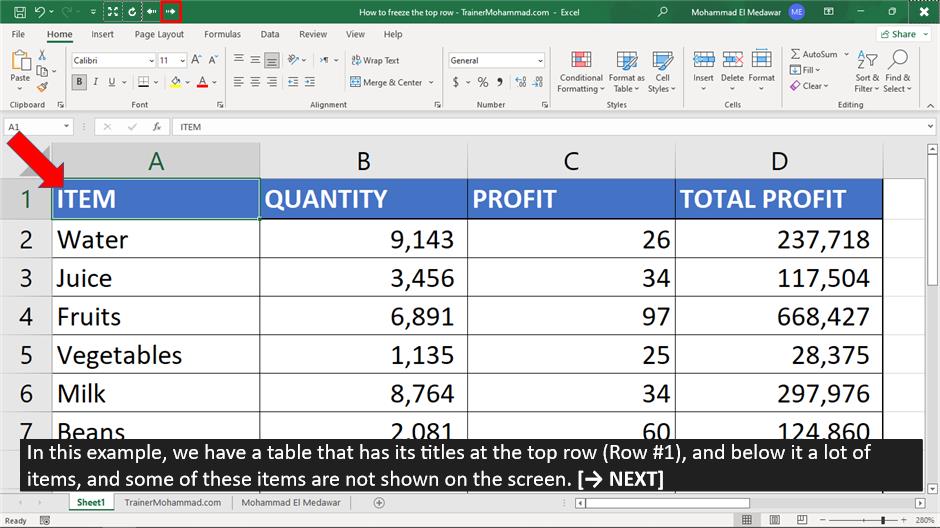 How to freeze the top row - TrainerMohammad.com - Excel
Mohammad El Medawar
ME
File Home Insert Page Layout Formulas Data Review View Help
Share
Paste
Clipboard
Calibri 11
B I U
A
Font
Wrap Text
Merge & Center
Alignment
General
$ % ,
Number
Conditional Formatting
Format as Table
Cell Styles
Styles
Insert
Delete
Format
Cells
AutoSum
Fill
Clear
Sort & Filter
Find & Select
Editing
A1 fx ITEM
A B C D
1 ITEM QUANTITY PROFIT TOTAL PROFIT
2 Water 9,143 26 237,718
3 Juice 3,456 34 117,504
4 Fruits 6,891 97 668,427
5 Vegetables 1,135 25 28,375
6 Milk 8,764 34 297,976
7 Beans 2,081 60 124,860
In this example, we have a table that has its titles at the top row (Row #1), and below it a lot of
items, and some of these items are not shown on the screen. [→ NEXT]
Sheet1 TrainerMohammad.com Mohammad El Medawar
Ready
280%